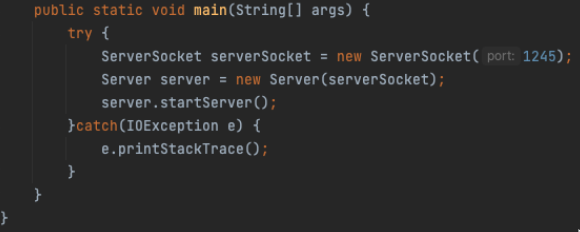 public static void main(String[] args) {
try {
ServerSocket serverSocket = new ServerSocket( port: 1245);
Server server = new Server(serverSocket);
server.startServer();
}catch(IOException e) {
e.printStackTrace();
}
}
}